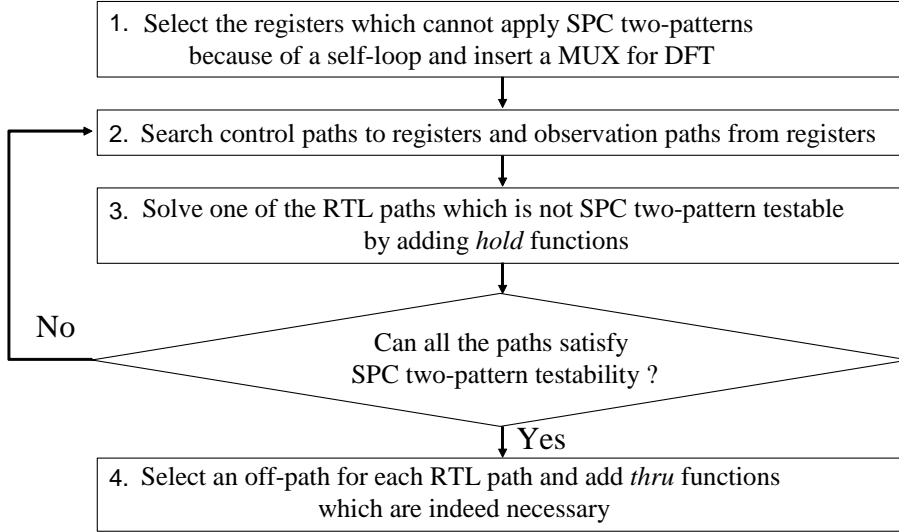 1. Select the registers which cannot apply SPC two-patterns
because of a self-loop and insert a MUX for DFT
2. Search control paths to registers and observation paths from registers
3. Solve one of the RTL paths which is not SPC two-pattern testable
by adding hold functions
No
Can all the paths satisfy
SPC two-pattern testability ?
Yes
4. Select an off-path for each RTL path and add thru functions
which are indeed necessary